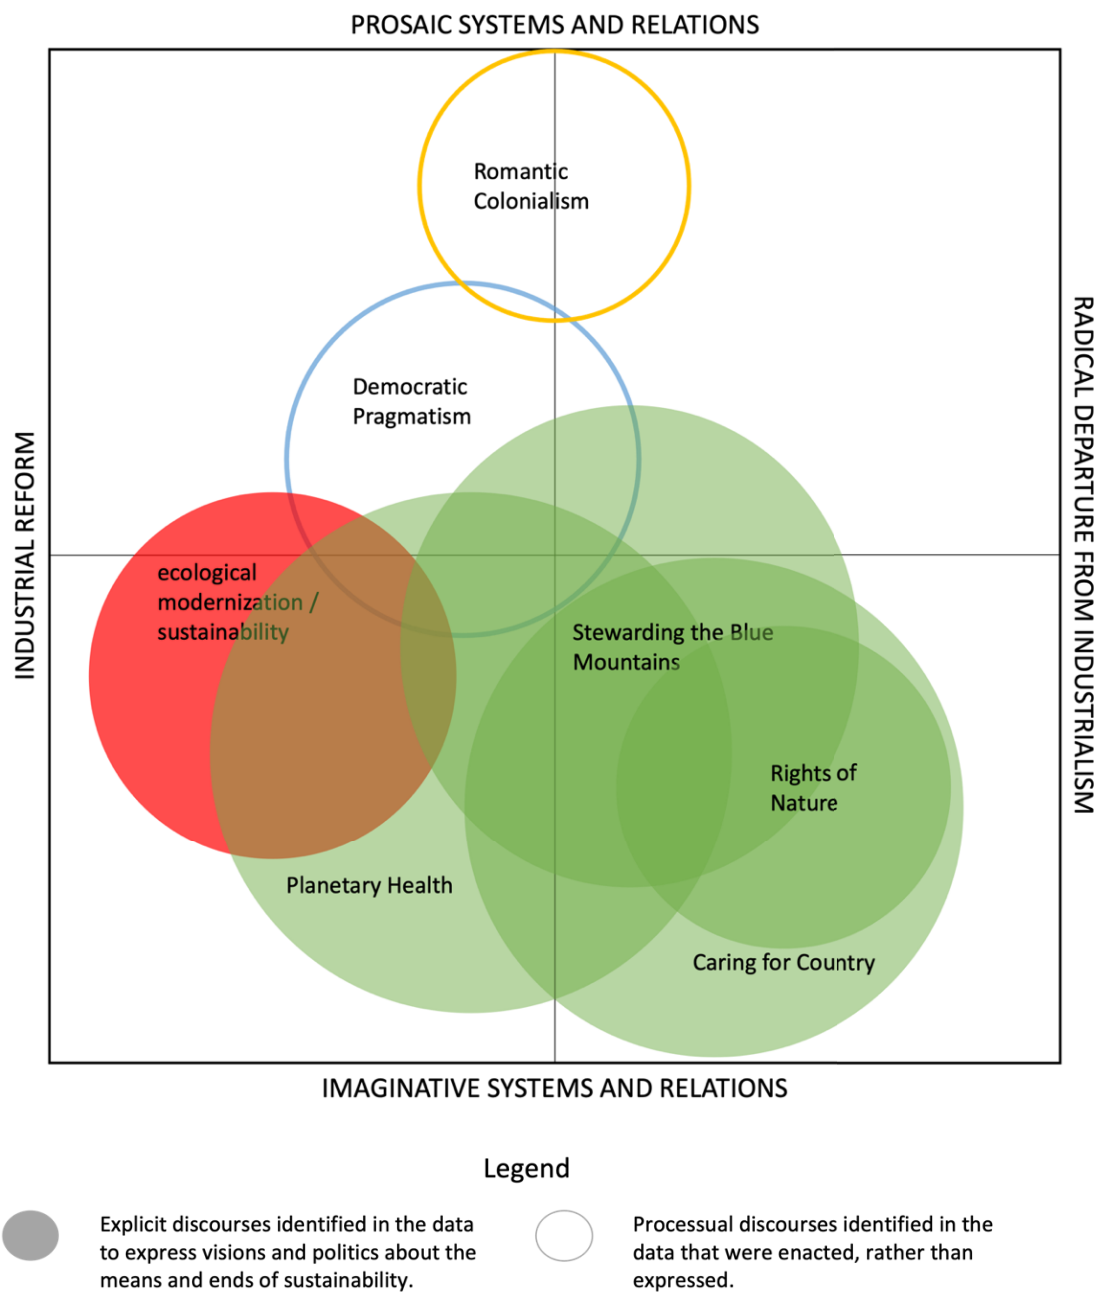 PROSAIC SYSTEMS AND RELATIONS
Romantic
Colonialism
Democratic
Pragmatism
INDUSTRIAL REFORM
RADICAL DEPARTURE FROM INDUSTRIALISM
ecological
modernization /
sustainability
Stewarding the Blue
Mountains
Rights of
Nature
Planetary Health
Caring for Country
IMAGINATIVE SYSTEMS AND RELATIONS
Legend
Explicit discourses identified in the data
to express visions and politics about the
means and ends of sustainability.
Processual discourses identified in the
data that were enacted, rather than
expressed.